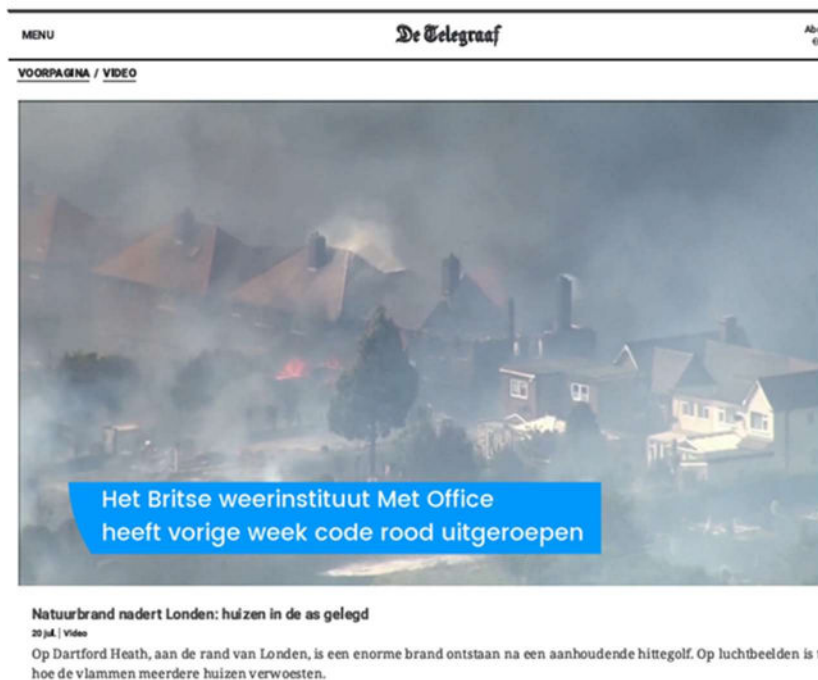 MENU
De Telegraaf
VOORPAGINA / VIDEO
Het Britse weerinstituut Met Office
heeft vorige week code rood uitgeroepen
Natuurbrand nadert Londen: huizen in de as gelegd
20 jul. | Video
Op Dartford Heath, aan de rand van Londen, is een enorme brand ontstaan na een aanhoudende hittegolf. Op luchtbeelden is
hoe de vlammen meerdere huizen verwoesten.